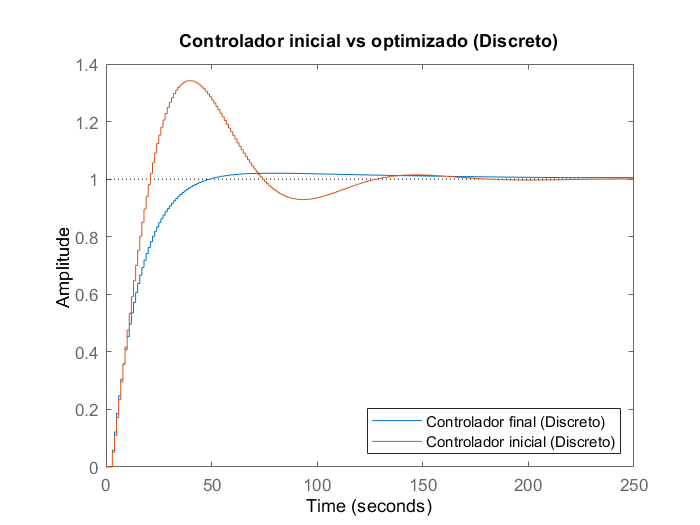 Controlador inicial vs optimizado (Discreto)
1.4
1.2
1
0.8
0.6
0.4
0.2
0
Amplitude
0 50 100 150 200 250
Time (seconds)
Controlador final (Discreto)
Controlador inicial (Discreto)